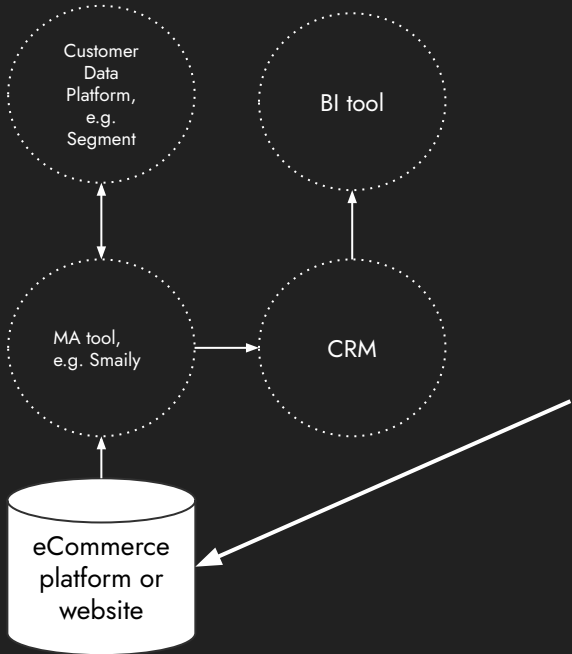 Customer
Data
Platform,
e.g.
Segment
BI tool
MA tool,
e.g. Smaily
CRM
eCommerce
platform or
website